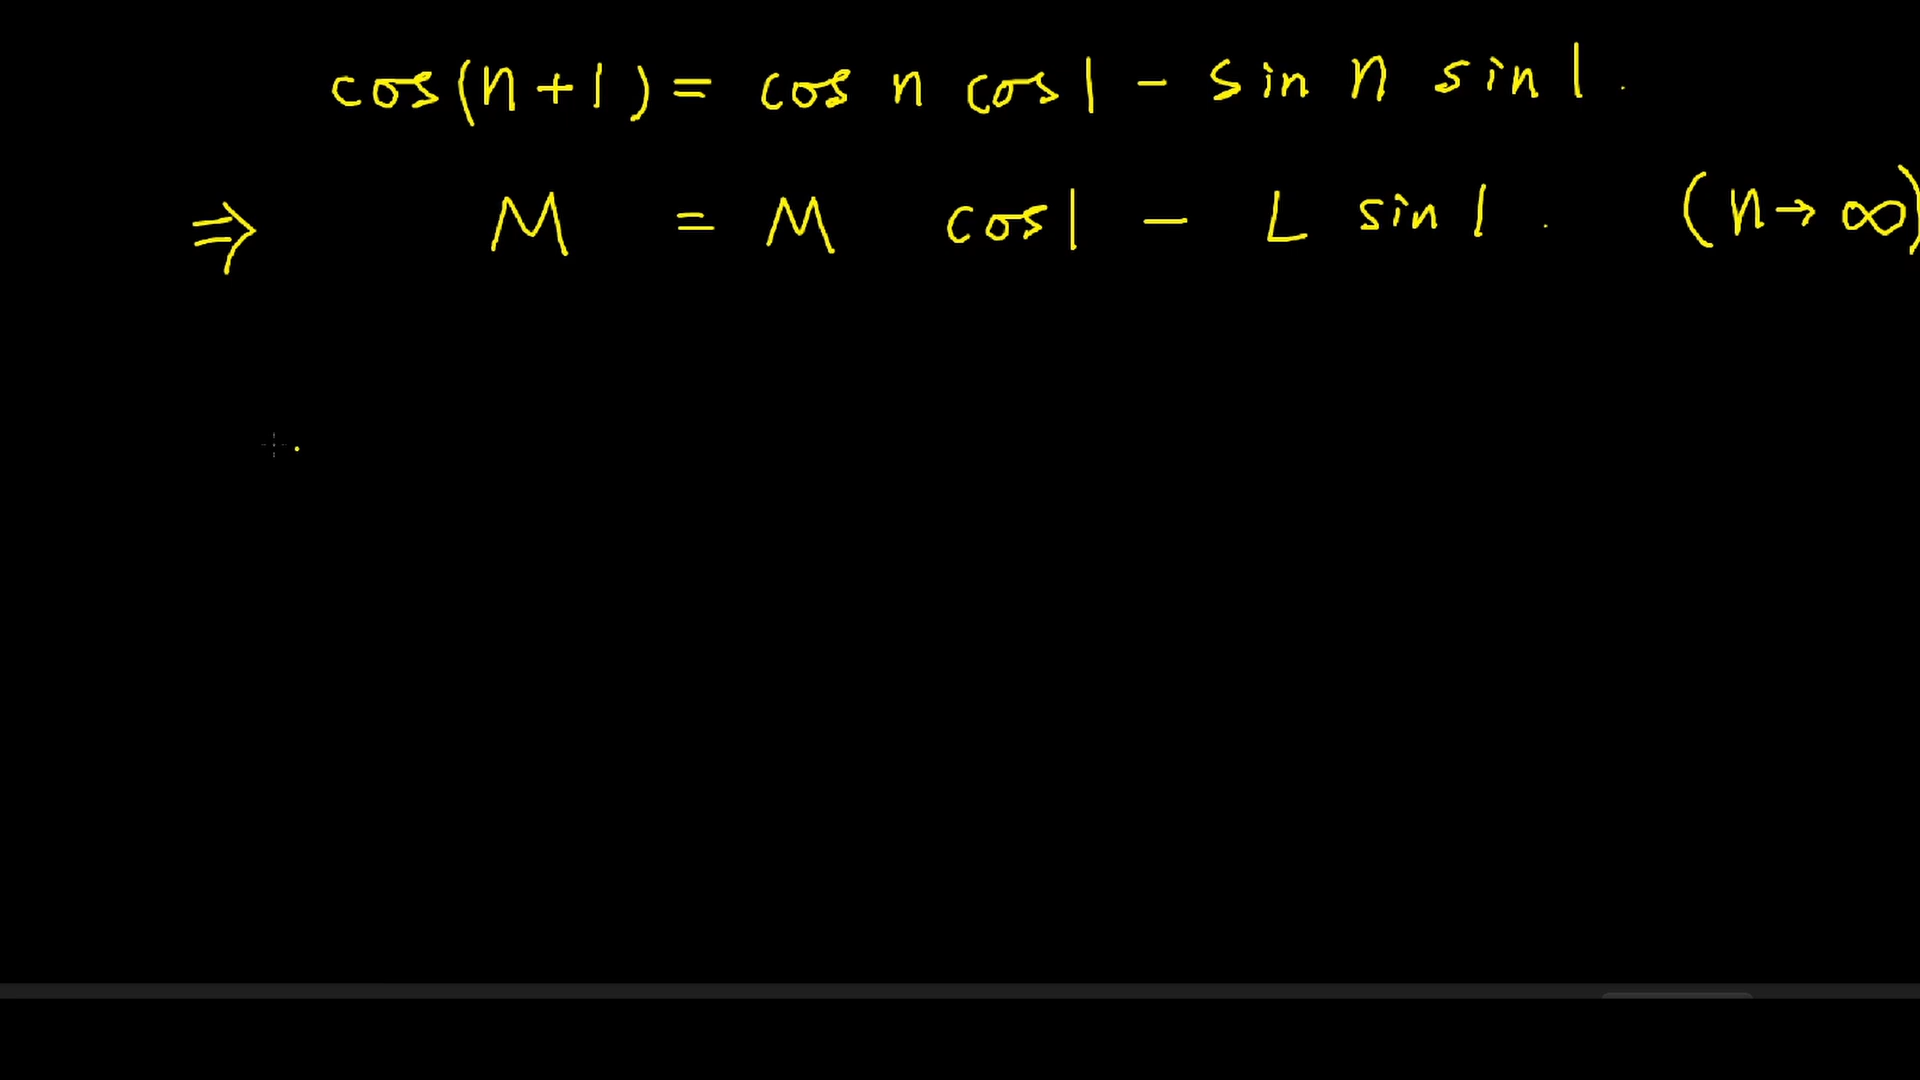 cos(n+1) = cos n cos1 - sin n sin1.
⇒ M = M cos1 - L sin1. (n→∞)